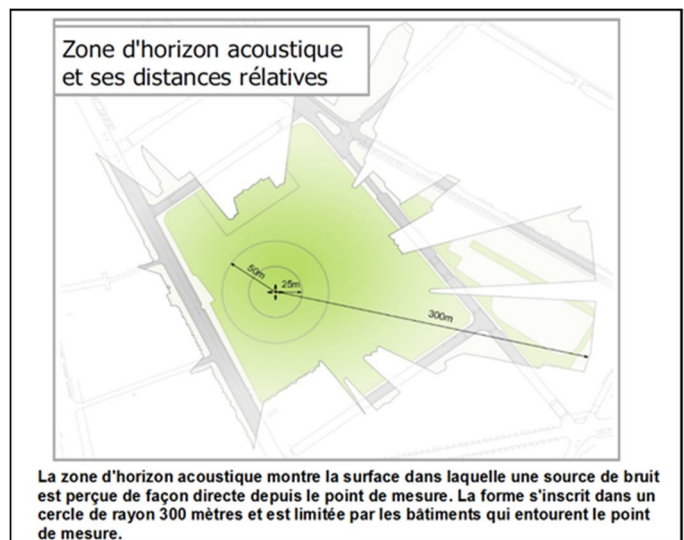 Zone d'horizon acoustique
et ses distances rélatives
50m
25m
300m
La zone d'horizon acoustique montre la surface dans laquelle une source de bruit
est perçue de façon directe depuis le point de mesure. La forme s'inscrit dans un
cercle de rayon 300 mètres et est limitée par les bâtiments qui entourent le point
de mesure.